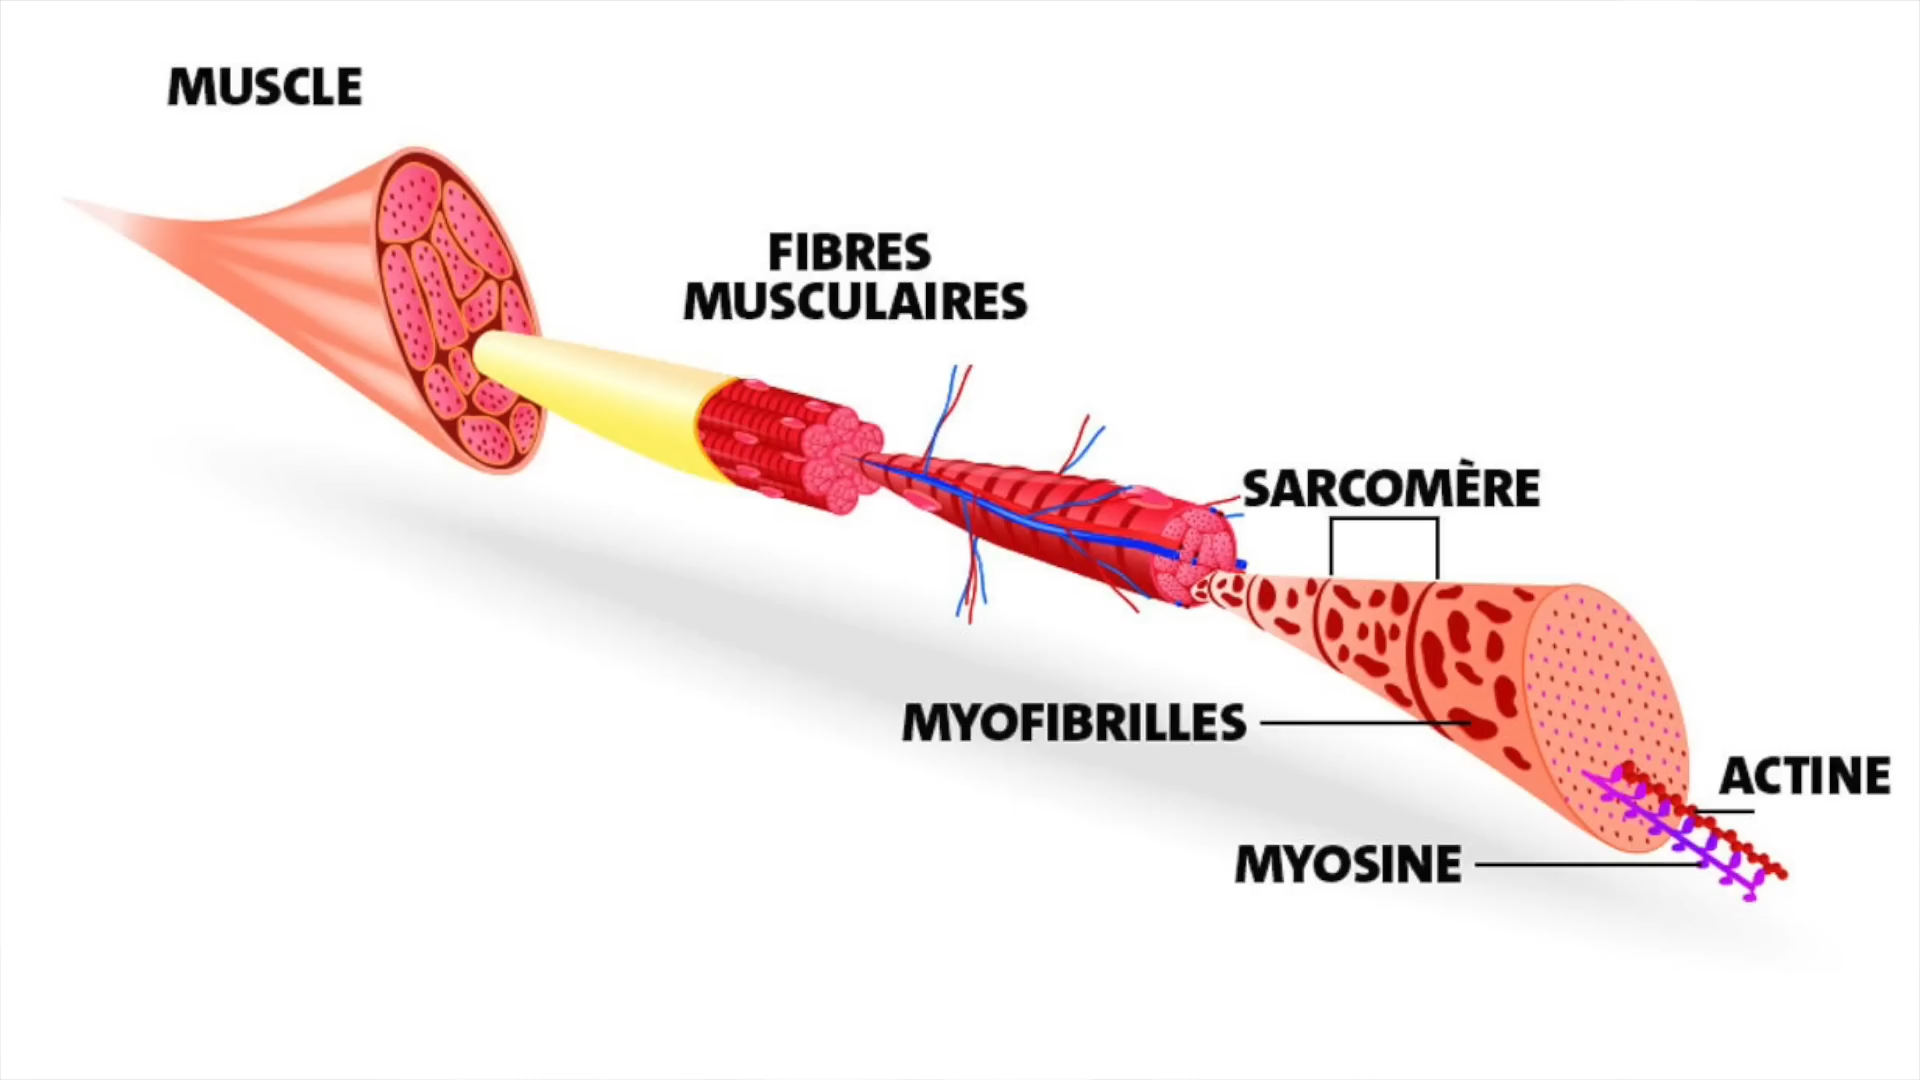 MUSCLE
FIBRES
MUSCULAIRES
SARCOMÈRE
MYOFIBRILLES
ACTINE
MYOSINE